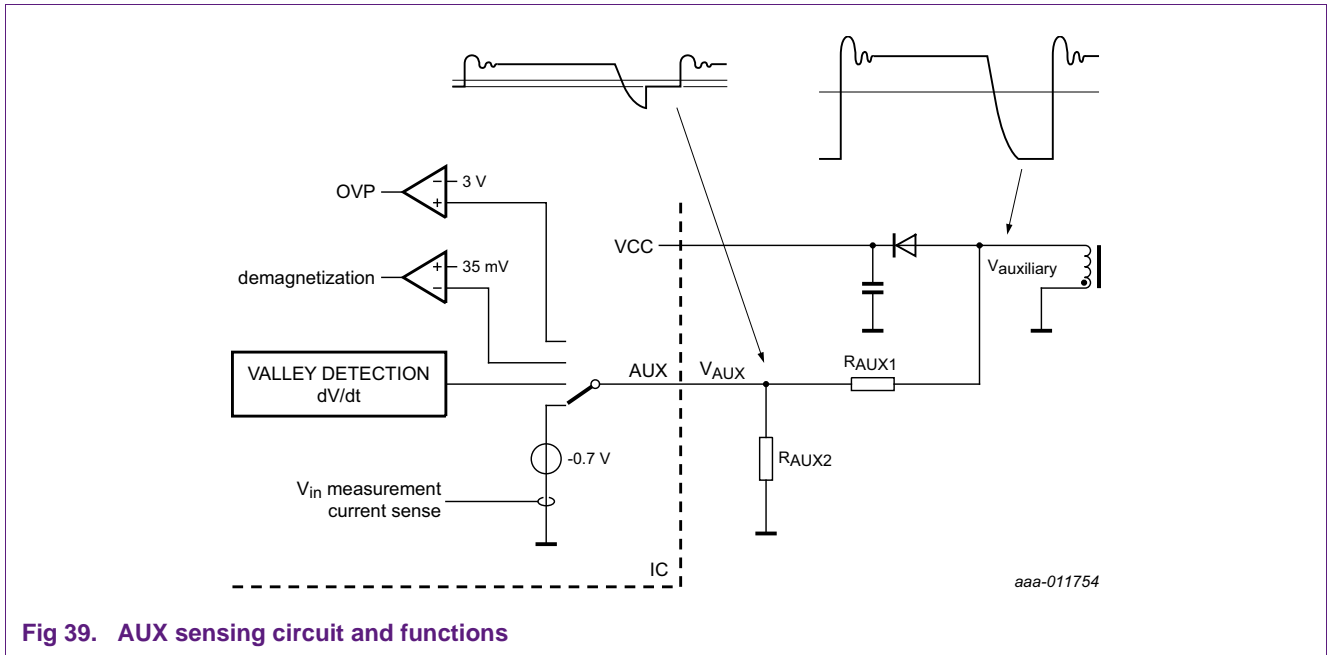 OVP
3 V
VCC
Vauxiliary
demagnetization
35 mV
VALLEY DETECTION
dV/dt
AUX
VAUX
RAUX1
RAUX2
-0.7 V
Vin measurement
current sense
IC
aaa-011754
Fig 39. AUX sensing circuit and functions